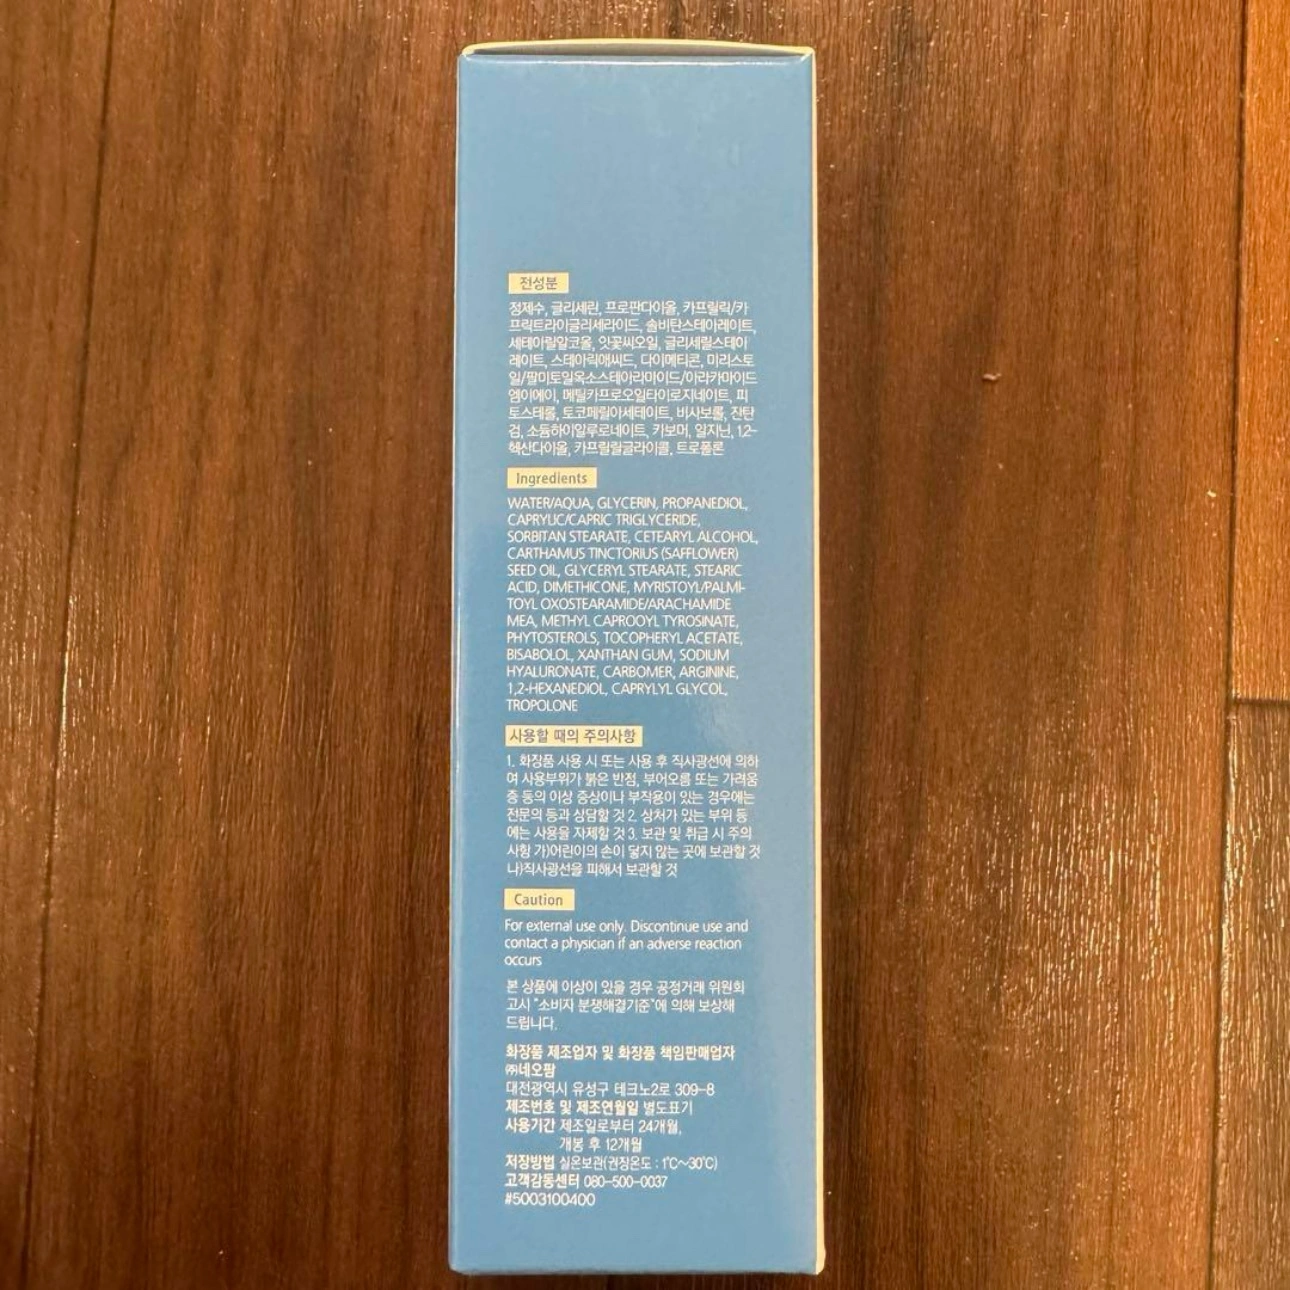 전성분
정제수, 글리세린, 프로판다이올, 카프릴릭/카
프릭트라이글리세라이드, 솔비탄스테아레이트,
세테아릴알코올, 잇꽃씨오일, 글리세릴스테아
레이트, 스테아릭애씨드, 다이메티콘, 미리스토
일/팔미토일옥소스테아라마이드/아라카마이드
엠이에이, 메틸카프로오일타이로지네이트, 피
토스테롤, 토코페릴아세테이트, 비사보롤, 잔탄
검, 소듐하이알루로네이트, 카보머, 알지닌, 1,2-
헥산다이올, 카프릴릴글라이콜, 트로폴론
Ingredients
WATER/AQUA, GLYCERIN, PROPANEDIOL,
CAPRYLIC/CAPRIC TRIGLYCERIDE,
SORBITAN STEARATE, CETEARYL ALCOHOL,
CARTHAMUS TINCTORIUS (SAFFLOWER)
SEED OIL, GLYCERYL STEARATE, STEARIC
ACID, DIMETHICONE, MYRISTOYL/PALMI-
TOYL OXOSTEARAMIDE/ARACHAMIDE
MEA, METHYL CAPROOYL TYROSINATE,
PHYTOSTEROLS, TOCOPHERYL ACETATE,
BISABOLOL, XANTHAN GUM, SODIUM
HYALURONATE, CARBOMER, ARGININE,
1,2-HEXANEDIOL, CAPRYLYL GLYCOL,
TROPOLONE
사용할 때의 주의사항
1. 화장품 사용 시 또는 사용 후 직사광선에 의하
여 사용부위가 붉은 반점, 부어오름 또는 가려움
증 등의 이상 증상이나 부작용이 있는 경우에는
전문의 등과 상담할 것 2. 상처가 있는 부위 등
에는 사용을 자제할 것 3. 보관 및 취급 시 주의
사항 가)어린이의 손이 닿지 않는 곳에 보관할 것
나)직사광선을 피해서 보관할 것
Caution
For external use only. Discontinue use and
contact a physician if an adverse reaction
occurs
본 상품에 이상이 있을 경우 공정거래 위원회
고시 "소비자 분쟁해결기준"에 의해 보상해
드립니다.
화장품 제조업자 및 화장품 책임판매업자
㈜네오팜
대전광역시 유성구 테크노2로 309-8
제조번호 및 제조연월일 별도표기
사용기간 제조일로부터 24개월,
개봉 후 12개월
저장방법 실온보관(권장온도 : 1℃~30℃)
고객감동센터 080-500-0037
#5003100400